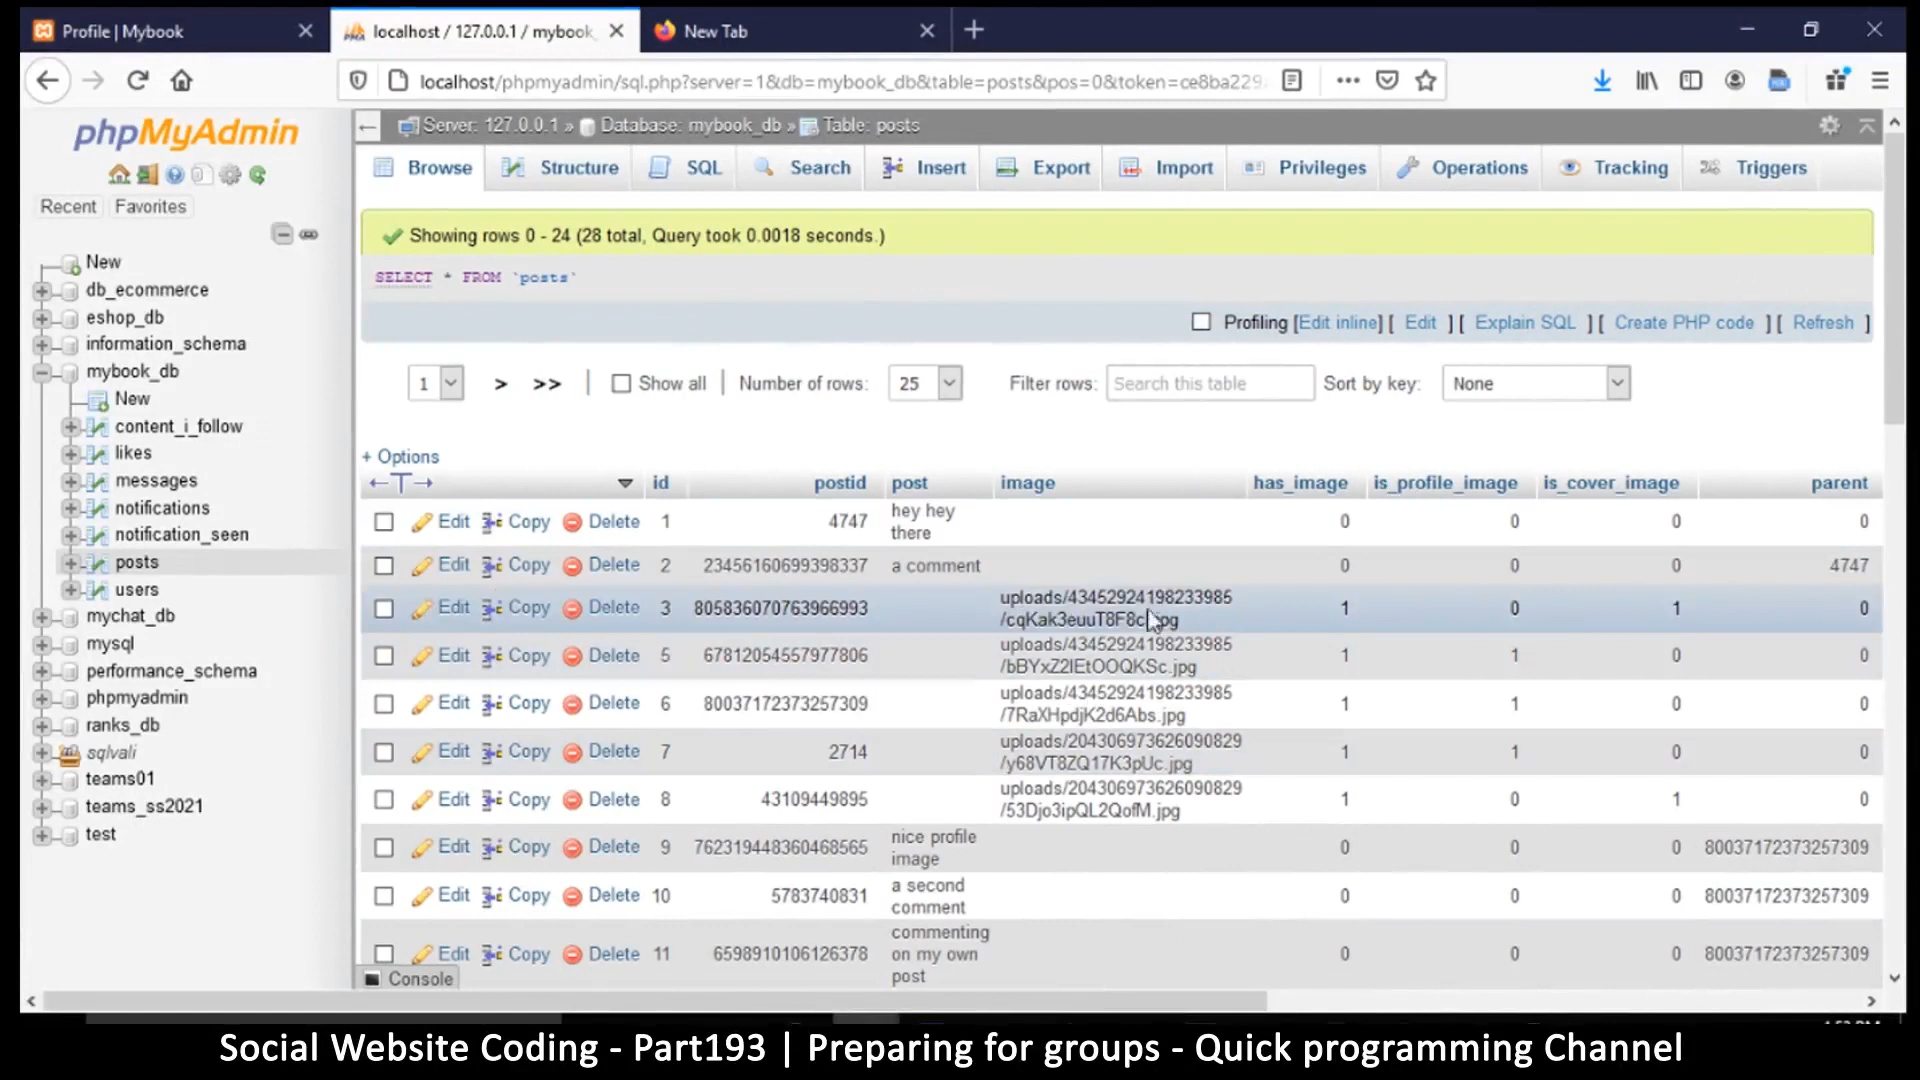 Profile | Mybook
localhost / 127.0.0.1 / mybook_
New Tab
localhost/phpmyadmin/sql.php?server=1&db=mybook_db&table=posts&pos=0&token=ce8ba229
phpMyAdmin
Recent Favorites
New
db_ecommerce
eshop_db
information_schema
mybook_db
New
content_i_follow
likes
messages
notifications
notification_seen
posts
users
mychat_db
mysql
performance_schema
phpmyadmin
ranks_db
sqlvali
teams01
teams_ss2021
test
Server: 127.0.0.1 » Database: mybook_db » Table: posts
Browse Structure SQL Search Insert Export Import Privileges Operations Tracking Triggers
Showing rows 0 - 24 (28 total, Query took 0.0018 seconds.)
SELECT * FROM `posts`
Profiling [Edit inline] [ Edit ] [ Explain SQL ] [ Create PHP code ] [ Refresh ]
1 > >> | Show all | Number of rows: 25 Filter rows: Search this table Sort by key: None
+ Options
←T→ id postid post image has_image is_profile_image is_cover_image parent
Edit Copy Delete 1 4747 hey hey there 0 0 0 0
Edit Copy Delete 2 23456160699398337 a comment 0 0 0 4747
Edit Copy Delete 3 805836070763966993 uploads/43452924198233985
1 0 1 0
Edit Copy Delete 5 67812054557977806 uploads/43452924198233985
/bBYxZ2lEtOOQKSc.jpg 1 1 0 0
Edit Copy Delete 6 80037172373257309 uploads/43452924198233985
/7RaXHpdjK2d6Abs.jpg 1 1 0 0
Edit Copy Delete 7 2714 uploads/204306973626090829
/y68VT8ZQ17K3pUc.jpg 1 1 0 0
Edit Copy Delete 8 43109449895 uploads/204306973626090829
/53Djo3ipQL2QofM.jpg 1 0 1 0
Edit Copy Delete 9 762319448360468565 nice profile image 0 0 0 80037172373257309
Edit Copy Delete 10 5783740831 a second comment 0 0 0 80037172373257309
Edit Copy Delete 11 6598910106126378 commenting on my own post 0 0 0 80037172373257309
Console
Social Website Coding - Part193 | Preparing for groups - Quick programming Channel